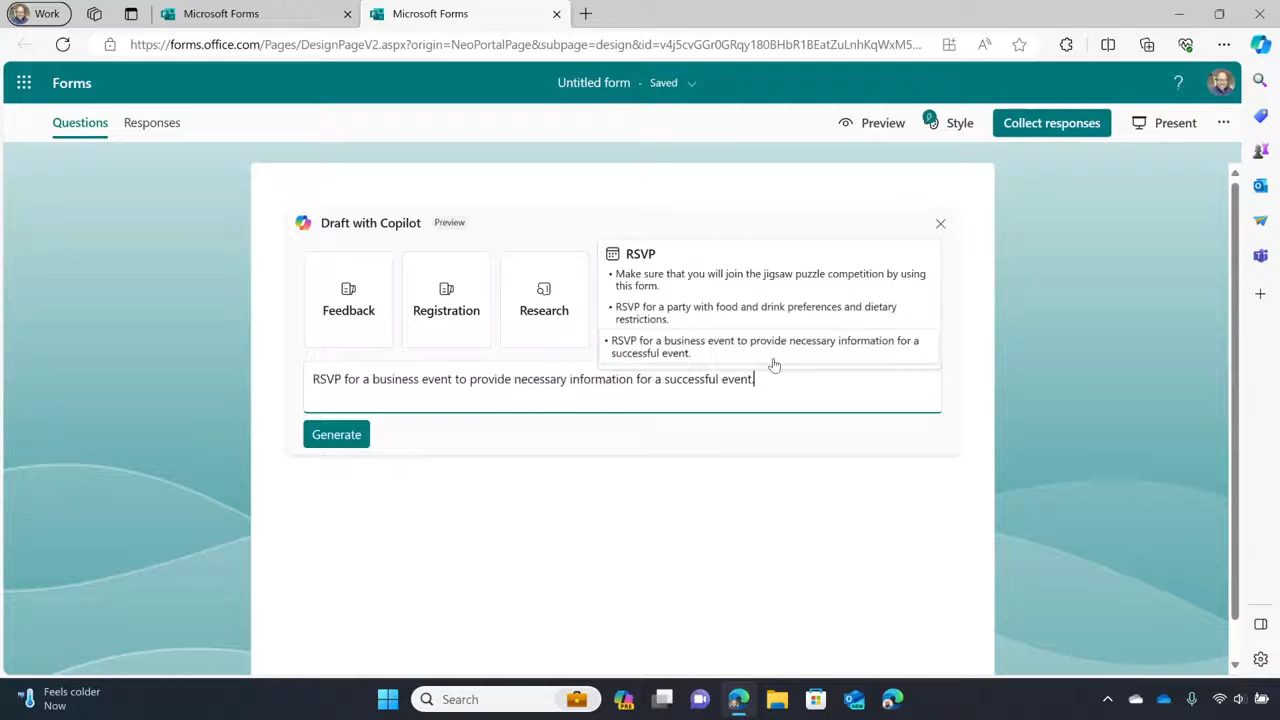 Work
Microsoft Forms
Microsoft Forms
https://forms.office.com/Pages/DesignPageV2.aspx?origin=NeoPortalPage&subpage=design&id=v4j5cvGGr0GRqy180BHbR1BEatZuLnhKqWxM5...
Forms
Untitled form - Saved
Questions
Responses
Preview
Style
Collect responses
Present
Draft with Copilot
Preview
Feedback
Registration
Research
RSVP
• Make sure that you will join the jigsaw puzzle competition by using
this form.
• RSVP for a party with food and drink preferences and dietary
restrictions.
• RSVP for a business event to provide necessary information for a
successful event.
RSVP for a business event to provide necessary information for a successful event.
Generate
Feels colder
Now
Search